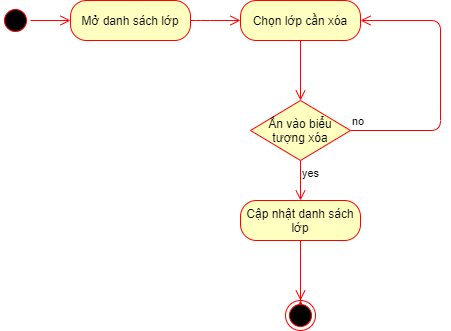 Mở danh sách lớp
Chọn lớp cần xóa
Ấn vào biểu
tượng xóa
no
yes
Cập nhật danh sách
lớp